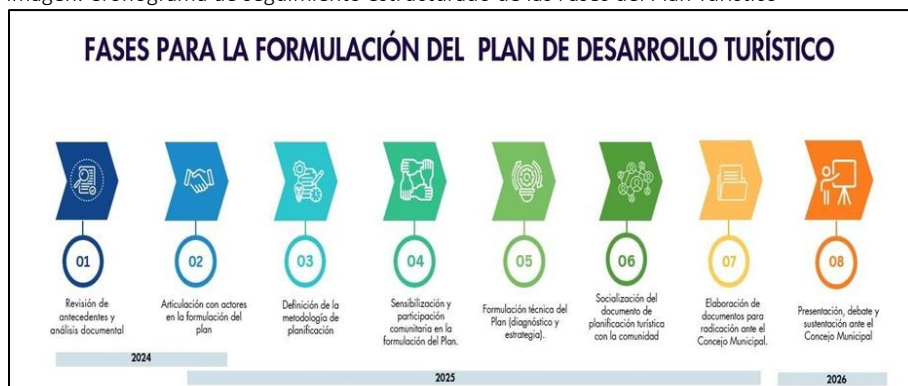 Imagen: Cronograma de seguimiento estructurado de las Fases del Plan Turístico
FASES PARA LA FORMULACIÓN DEL PLAN DE DESARROLLO TURÍSTICO
01
Revisión de
antecedentes y
análisis documental
02
Articulación con actores
en la formulación del
plan
03
Definición de la
metodología de
planificación
04
Sensibilización y
participación
comunitaria en la
formulación del Plan.
05
Formulación técnica del
Plan (diagnóstico y
estrategia).
06
Socialización del
documento de
planificación turística
con la comunidad
07
Elaboración de
documentos para
radicación ante el
Concejo Municipal.
08
Presentación, debate y
sustentación ante el
Concejo Municipal
2024
2025
2026